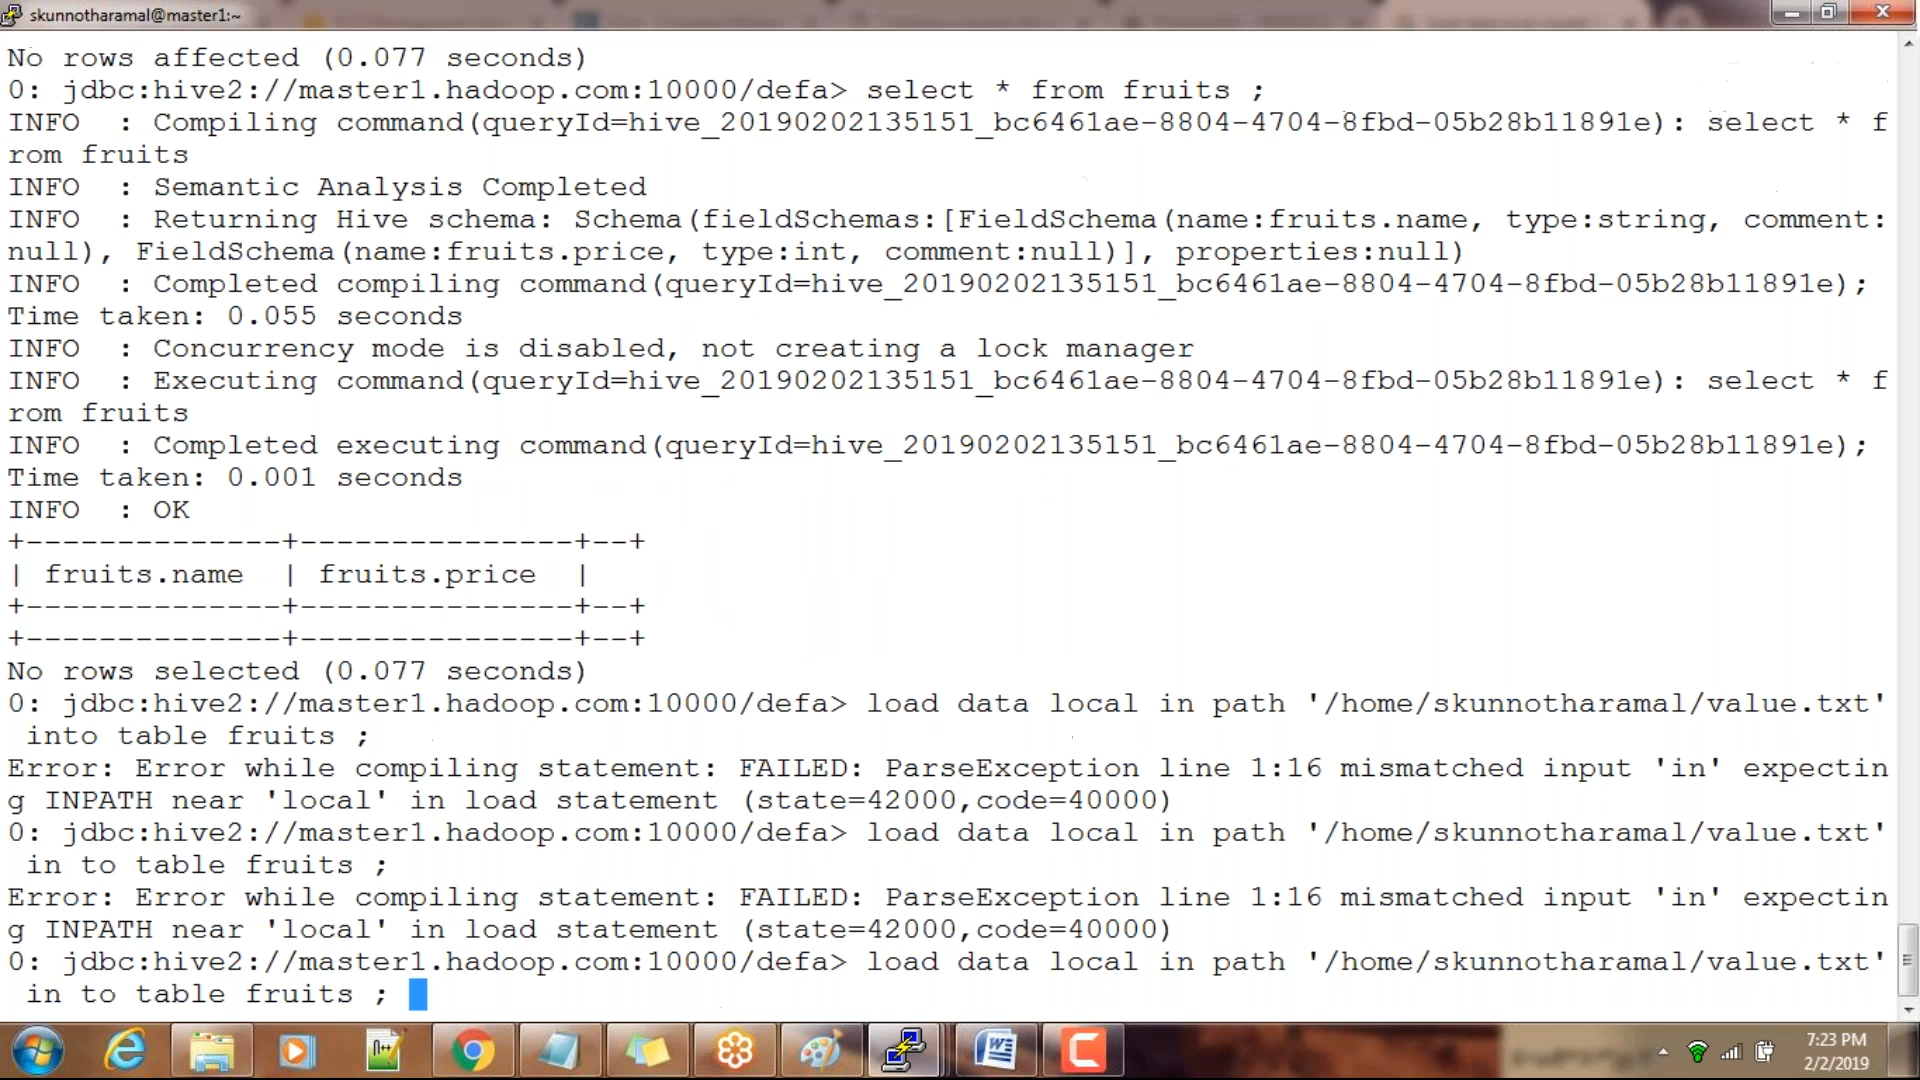 skunnotharamal@master1:~
No rows affected (0.077 seconds)
0: jdbc:hive2://master1.hadoop.com:10000/defa> select * from fruits ;
INFO  : Compiling command(queryId=hive_20190202135151_bc6461ae-8804-4704-8fbd-05b28b11891e): select * f
rom fruits
INFO  : Semantic Analysis Completed
INFO  : Returning Hive schema: Schema(fieldSchemas:[FieldSchema(name:fruits.name, type:string, comment:
null), FieldSchema(name:fruits.price, type:int, comment:null)], properties:null)
INFO  : Completed compiling command(queryId=hive_20190202135151_bc6461ae-8804-4704-8fbd-05b28b11891e);
Time taken: 0.055 seconds
INFO  : Concurrency mode is disabled, not creating a lock manager
INFO  : Executing command(queryId=hive_20190202135151_bc6461ae-8804-4704-8fbd-05b28b11891e): select * f
rom fruits
INFO  : Completed executing command(queryId=hive_20190202135151_bc6461ae-8804-4704-8fbd-05b28b11891e);
Time taken: 0.001 seconds
INFO  : OK
+--------------+---------------+--+
| fruits.name  | fruits.price  |
+--------------+---------------+--+
+--------------+---------------+--+
No rows selected (0.077 seconds)
0: jdbc:hive2://master1.hadoop.com:10000/defa> load data local in path '/home/skunnotharamal/value.txt'
 into table fruits ;
Error: Error while compiling statement: FAILED: ParseException line 1:16 mismatched input 'in' expectin
g INPATH near 'local' in load statement (state=42000,code=40000)
0: jdbc:hive2://master1.hadoop.com:10000/defa> load data local in path '/home/skunnotharamal/value.txt'
 in to table fruits ;
Error: Error while compiling statement: FAILED: ParseException line 1:16 mismatched input 'in' expectin
g INPATH near 'local' in load statement (state=42000,code=40000)
0: jdbc:hive2://master1.hadoop.com:10000/defa> load data local in path '/home/skunnotharamal/value.txt'
 in to table fruits ;
7:23 PM
2/2/2019